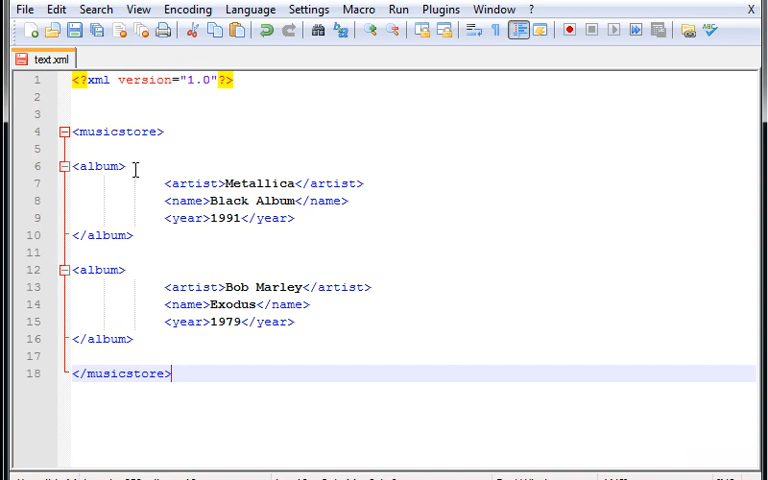 File Edit Search View Encoding Language Settings Macro Run Plugins Window ? X
text.xml
1 <?xml version="1.0"?>
2
3
4 <musicstore>
5
6 <album>
7 <artist>Metallica</artist>
8 <name>Black Album</name>
9 <year>1991</year>
10 </album>
11
12 <album>
13 <artist>Bob Marley</artist>
14 <name>Exodus</name>
15 <year>1979</year>
16 </album>
17
18 </musicstore>